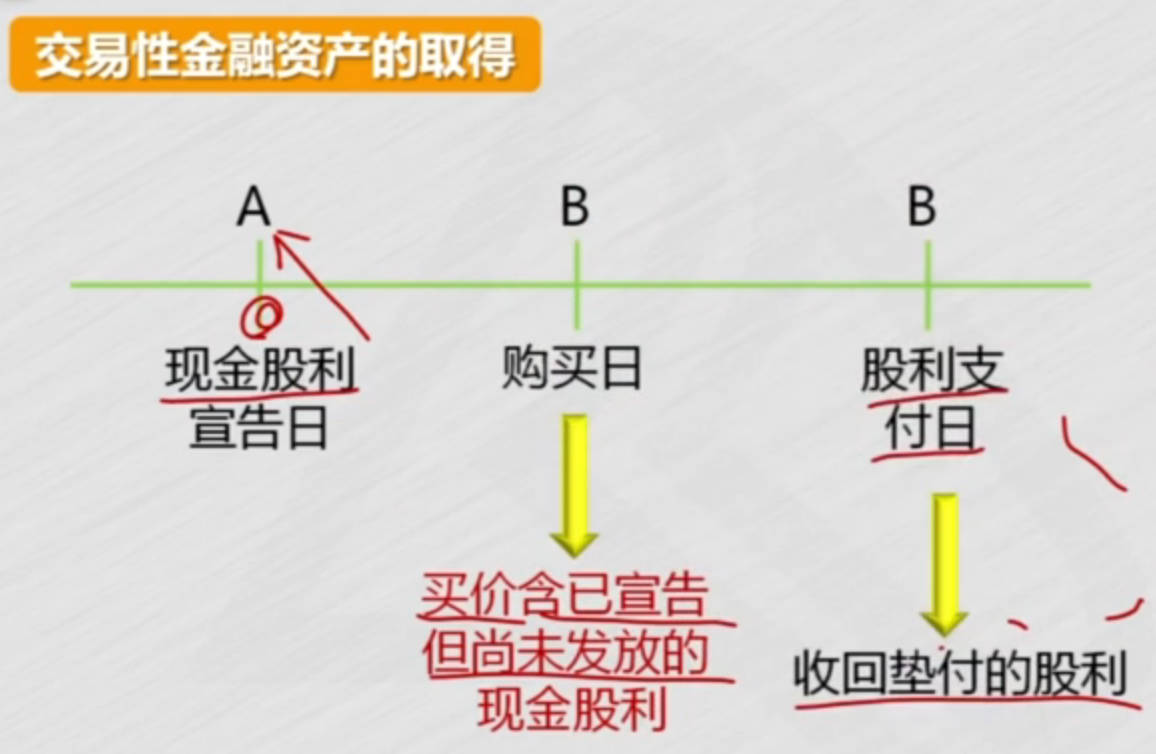 交易性金融资产的取得
A
B
B
现金股利
宣告日
购买日
股利支
付日
买价含已宣告
但尚未发放的
现金股利
收回垫付的股利